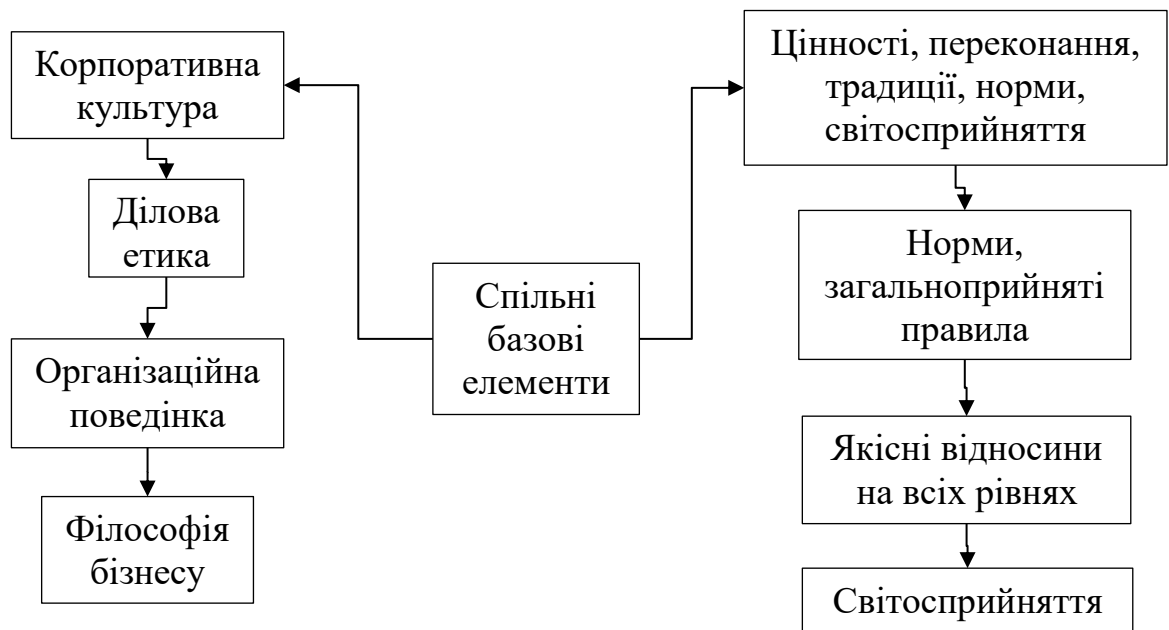 Корпоративна
культура
Ділова
етика
Організаційна
поведінка
Філософія
бізнесу
Спільні
базові
елементи
Цінності, переконання,
традиції, норми,
світосприйняття
Норми,
загальноприйняті
правила
Якісні відносини
на всіх рівнях
Світосприйняття